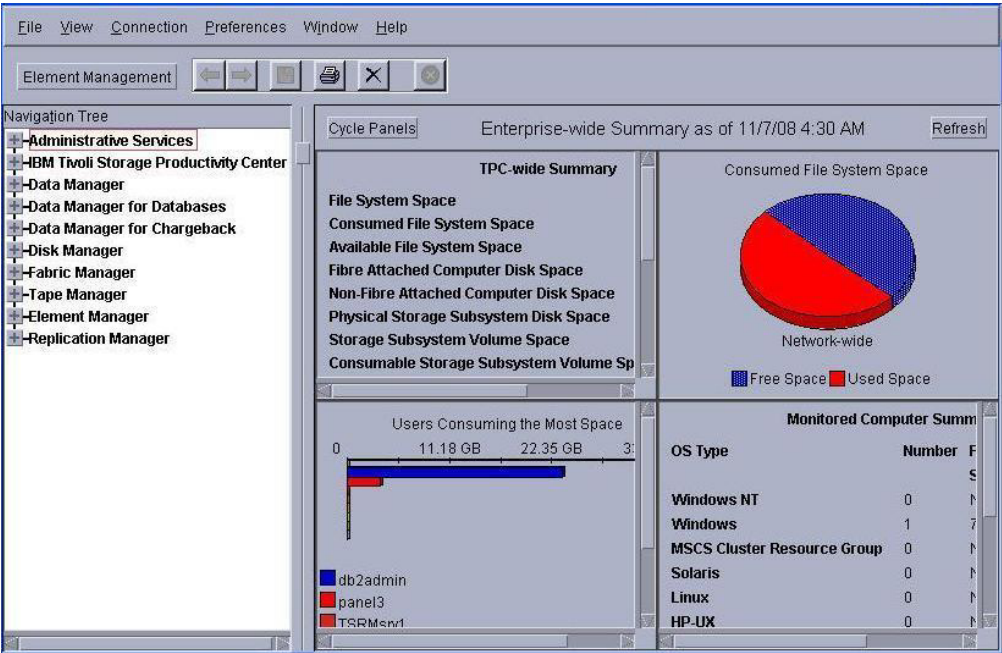 File View Connection Preferences Window Help
Element Management
Navigation Tree
Administrative Services
IBM Tivoli Storage Productivity Center
Data Manager
Data Manager for Databases
Data Manager for Chargeback
Disk Manager
Fabric Manager
Tape Manager
Element Manager
Replication Manager
Cycle Panels Enterprise-wide Summary as of 11/7/08 4:30 AM Refresh
TPC-wide Summary
File System Space
Consumed File System Space
Available File System Space
Fibre Attached Computer Disk Space
Non-Fibre Attached Computer Disk Space
Physical Storage Subsystem Disk Space
Storage Subsystem Volume Space
Consumable Storage Subsystem Volume Sp
Consumed File System Space
Network-wide
Free Space Used Space
Users Consuming the Most Space
0 11.18 GB 22.35 GB
db2admin
panel3
TSRMsrv1
Monitored Computer Summ
OS Type Number
Windows NT 0
Windows 1
MSCS Cluster Resource Group 0
Solaris 0
Linux 0
HP-UX 0